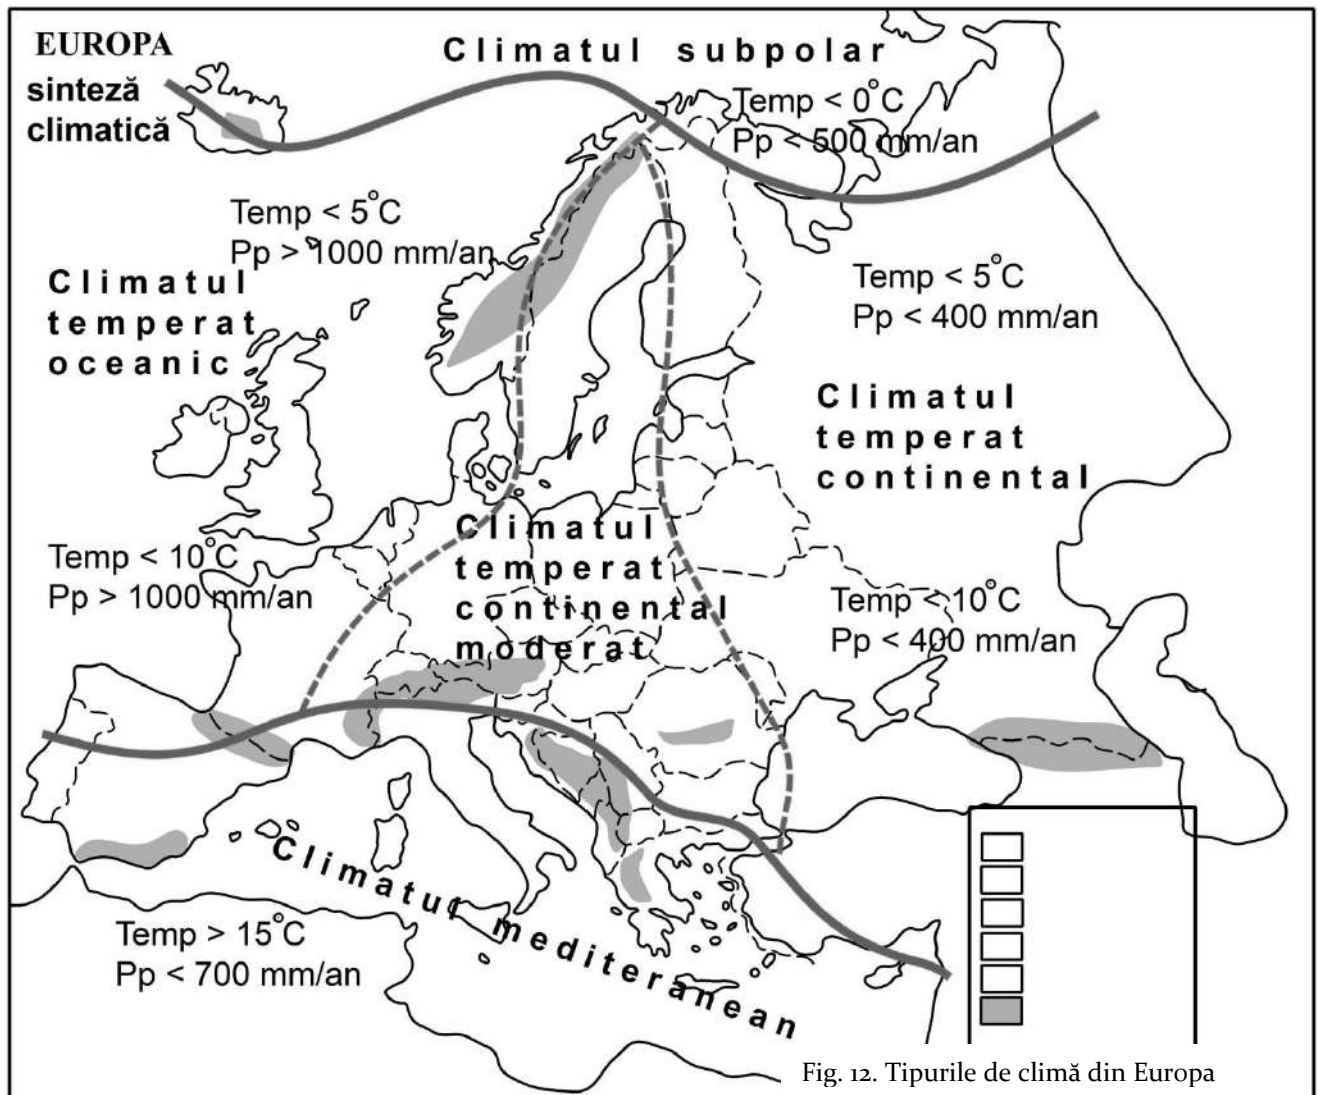 EUROPA
sinteză
climatică
Climatul subpolar
Temp < 0°C
Pp < 500 mm/an
Temp < 5°C
Pp > 1000 mm/an
Climatul
temperat
oceanic
Temp < 5°C
Pp < 400 mm/an
Climatul
temperat
continental
Climatul
temperat
continental
moderat
Temp < 10°C
Pp > 1000 mm/an
Temp < 10°C
Pp < 400 mm/an
Climatul mediteranean
Temp > 15°C
Pp < 700 mm/an
Fig. 12. Tipurile de climă din Europa